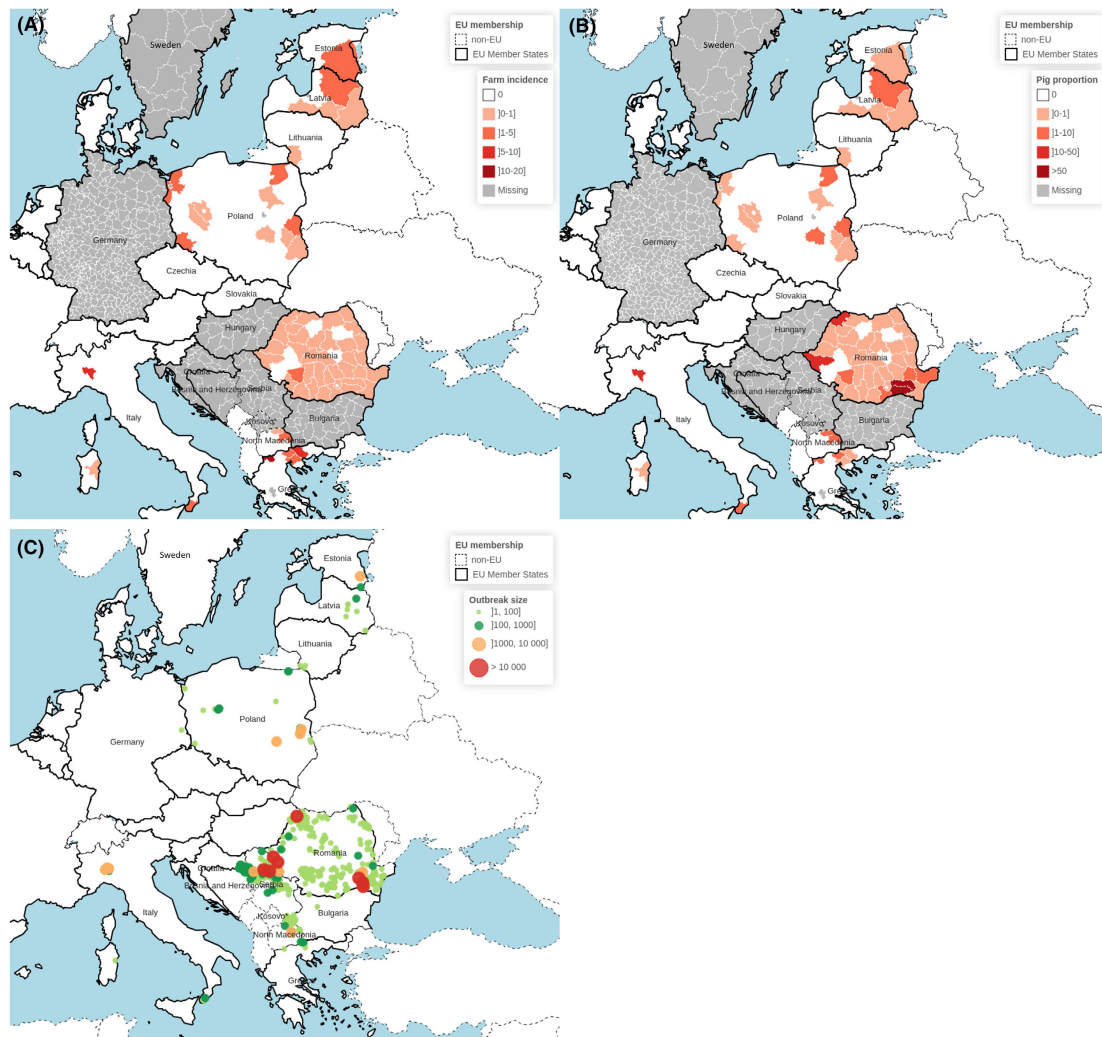 (A)
Sweden
Estonia
Latvia
Lithuania
Poland
Germany
Czechia
Slovakia
Hungary
Romania
Croatia
Bosnia and Herzegovina
Serbia
Italy
Kosovo*
Bulgaria
North Macedonia
Gre
EU membership
non-EU
EU Member States
Farm incidence
0
]0-1]
]1-5]
]5-10]
]10-20]
Missing
(B)
Sweden
Estonia
Latvia
Lithuania
Poland
Germany
Czechia
Slovakia
Hungary
Romania
Croatia
Bosnia and Herzegovina
Serbia
Italy
Kosovo*
Bulgaria
North Macedonia
Gre
EU membership
non-EU
EU Member States
Pig proportion
0
]0-1]
]1-10]
]10-50]
>50
Missing
(C)
Sweden
Estonia
Latvia
Lithuania
Poland
Germany
Romania
Croatia
Bosnia and Herzegovina
Serbia
Italy
Kosovo*
Bulgaria
North Macedonia
Gre
EU membership
non-EU
EU Member States
Outbreak size
]1, 100]
]100, 1000]
]1000, 10 000]
> 10 000